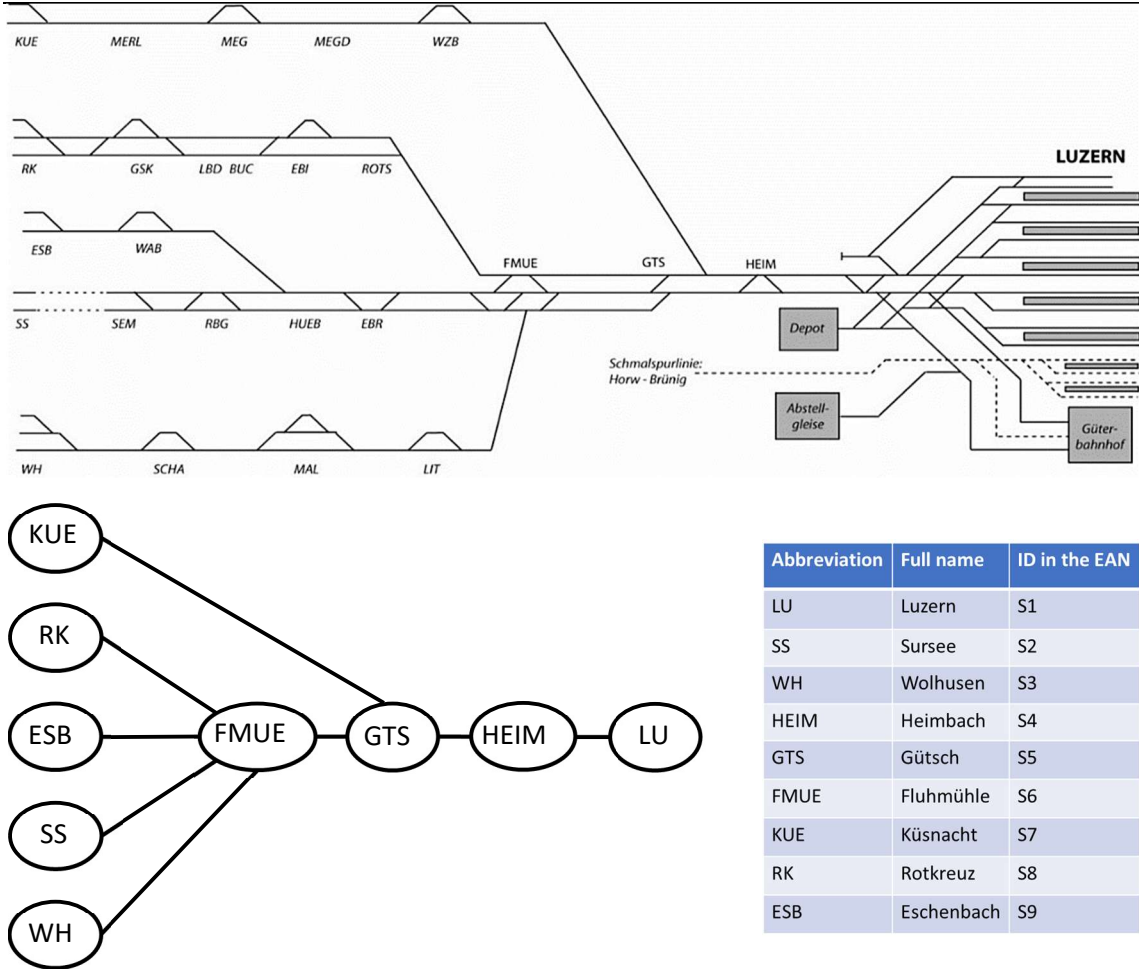 KUE MERL MEG MEGD WZB
RK GSK LBD BUC EBI ROTS
LUZERN
ESB WAB
FMUE GTS HEIM
SS SEM RBG HUEB EBR
Depot
Schmalspurlinie:
Horw - Brünig
Abstell-
gleise
Güter-
bahnhof
WH SCHA MAL LIT
KUE
RK
ESB
FMUE
GTS
HEIM
LU
SS
WH
Abbreviation Full name ID in the EAN
LU Luzern S1
SS Sursee S2
WH Wolhusen S3
HEIM Heimbach S4
GTS Gütsch S5
FMUE Fluhmühle S6
KUE Küsnacht S7
RK Rotkreuz S8
ESB Eschenbach S9